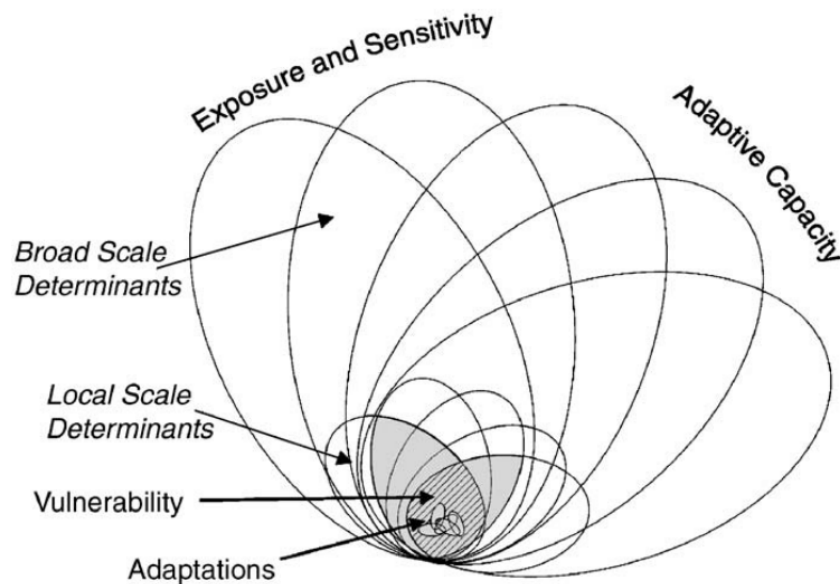 Exposure and Sensitivity
Adaptive Capacity
Broad Scale
Determinants
Local Scale
Determinants
Vulnerability
Adaptations